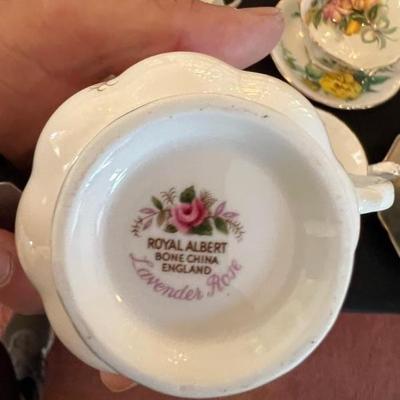 ROYAL ALBERT
BONE CHINA
ENGLAND
Lavender Rose